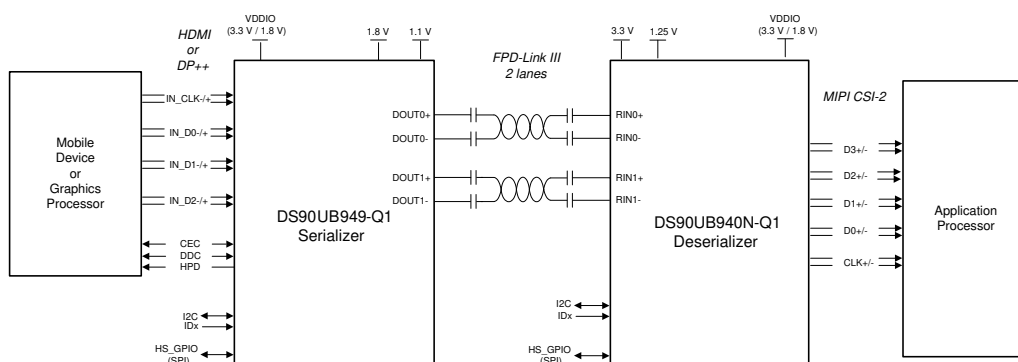 HDMI
or
DP++
VDDIO
(3.3 V / 1.8 V)
1.8 V
1.1 V
FPD-Link III
2 lanes
3.3 V
1.25 V
VDDIO
(3.3 V / 1.8 V)
MIPI CSI-2
Mobile
Device
or
Graphics
Processor
IN_CLK-/+
IN_D0-/+
IN_D1-/+
IN_D2-/+
CEC
DDC
HPD
I2C
IDx
HS_GPIO
(SPI)
DS90UB949-Q1
Serializer
DOUT0+
DOUT0-
DOUT1+
DOUT1-
RIN0+
RIN0-
RIN1+
RIN1-
DS90UB940N-Q1
Deserializer
I2C
IDx
HS_GPIO
(SPI)
D3+/-
D2+/-
D1+/-
D0+/-
CLK+/-
Application
Processor